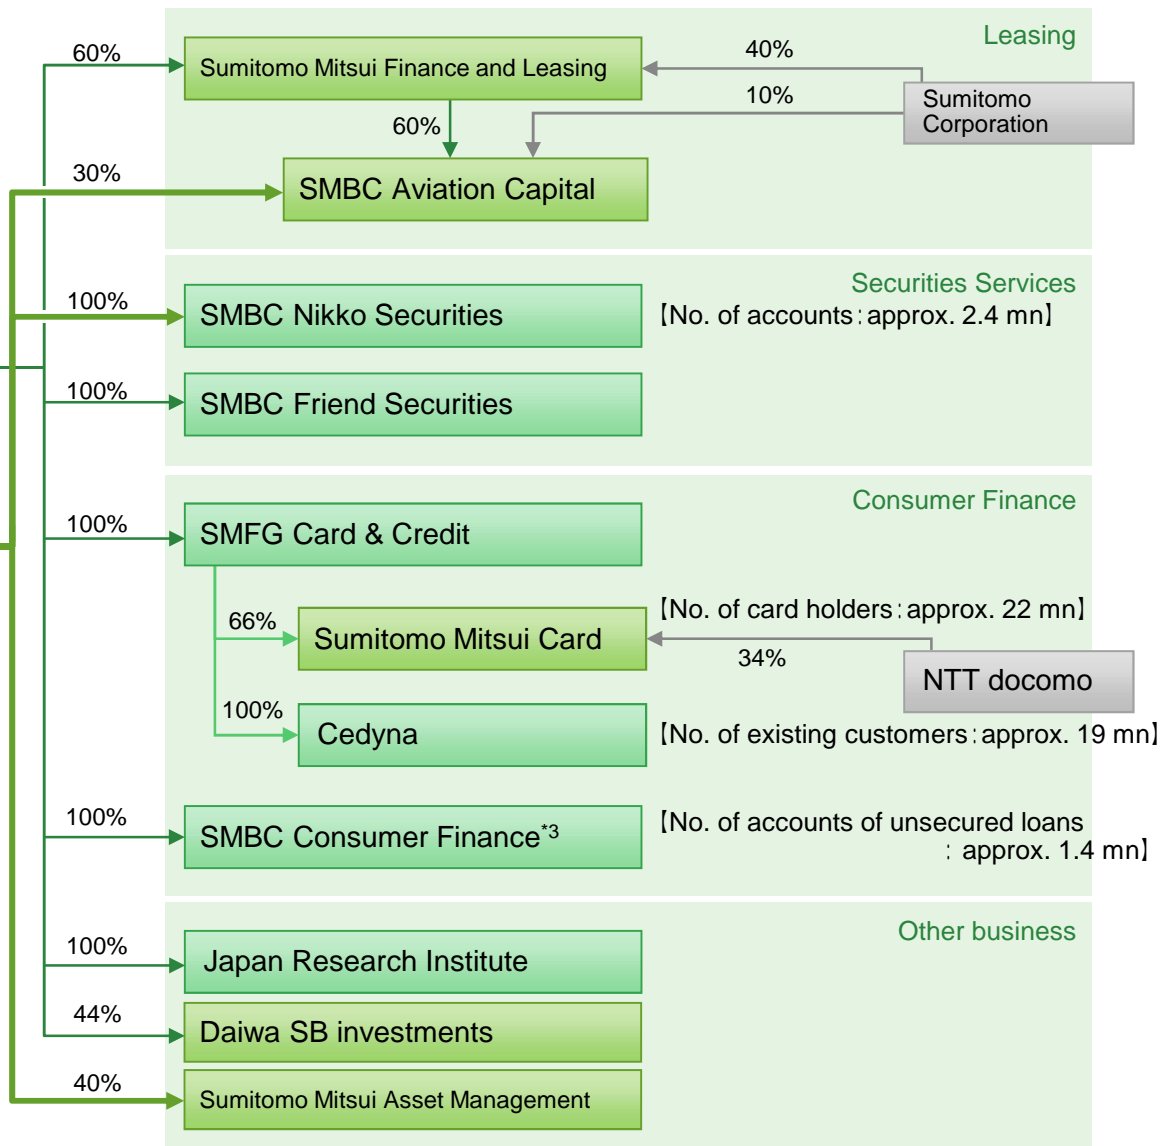 Leasing
60%
Sumitomo Mitsui Finance and Leasing
40%
10%
Sumitomo
Corporation
60%
30%
SMBC Aviation Capital
Securities Services
100%
SMBC Nikko Securities
【No. of accounts:approx. 2.4 mn】
100%
SMBC Friend Securities
Consumer Finance
100%
SMFG Card & Credit
【No. of card holders:approx. 22 mn】
66%
Sumitomo Mitsui Card
34%
NTT docomo
100%
Cedyna
【No. of existing customers:approx. 19 mn】
100%
SMBC Consumer Finance*3
【No. of accounts of unsecured loans
: approx. 1.4 mn】
Other business
100%
Japan Research Institute
44%
Daiwa SB investments
40%
Sumitomo Mitsui Asset Management